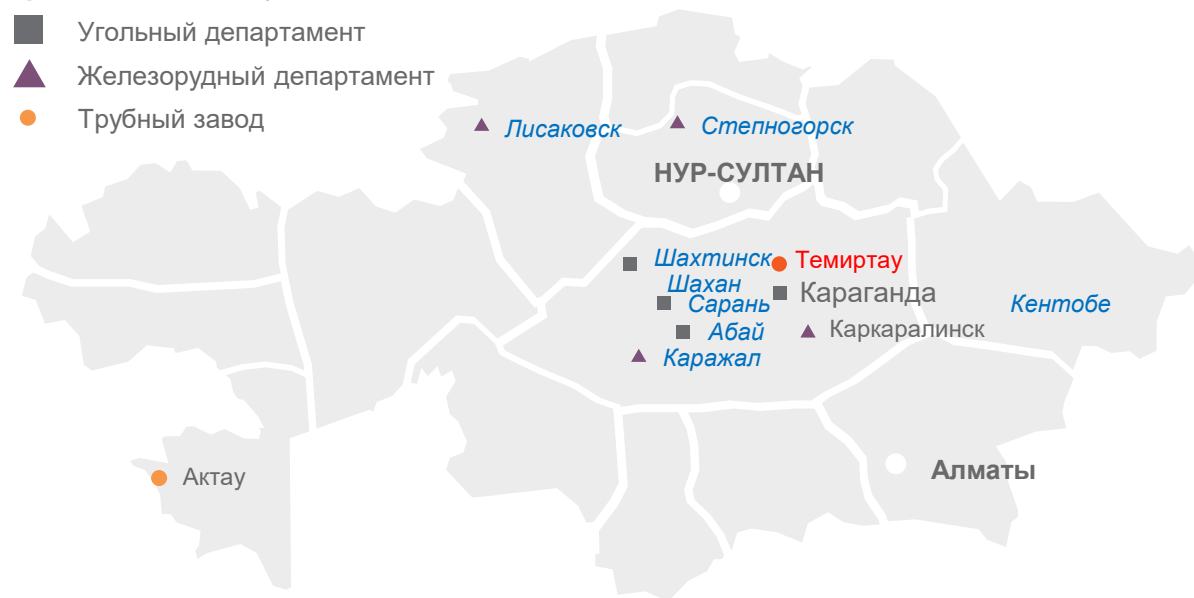 Угольный департамент
Железорудный департамент
Трубный завод
Лисаковск
Степногорск
НУР-СУЛТАН
Шахтинск
Темиртау
Шахан
Караганда
Сарань
Кентобе
Абай
Каркаралинск
Каражал
Актау
Алматы